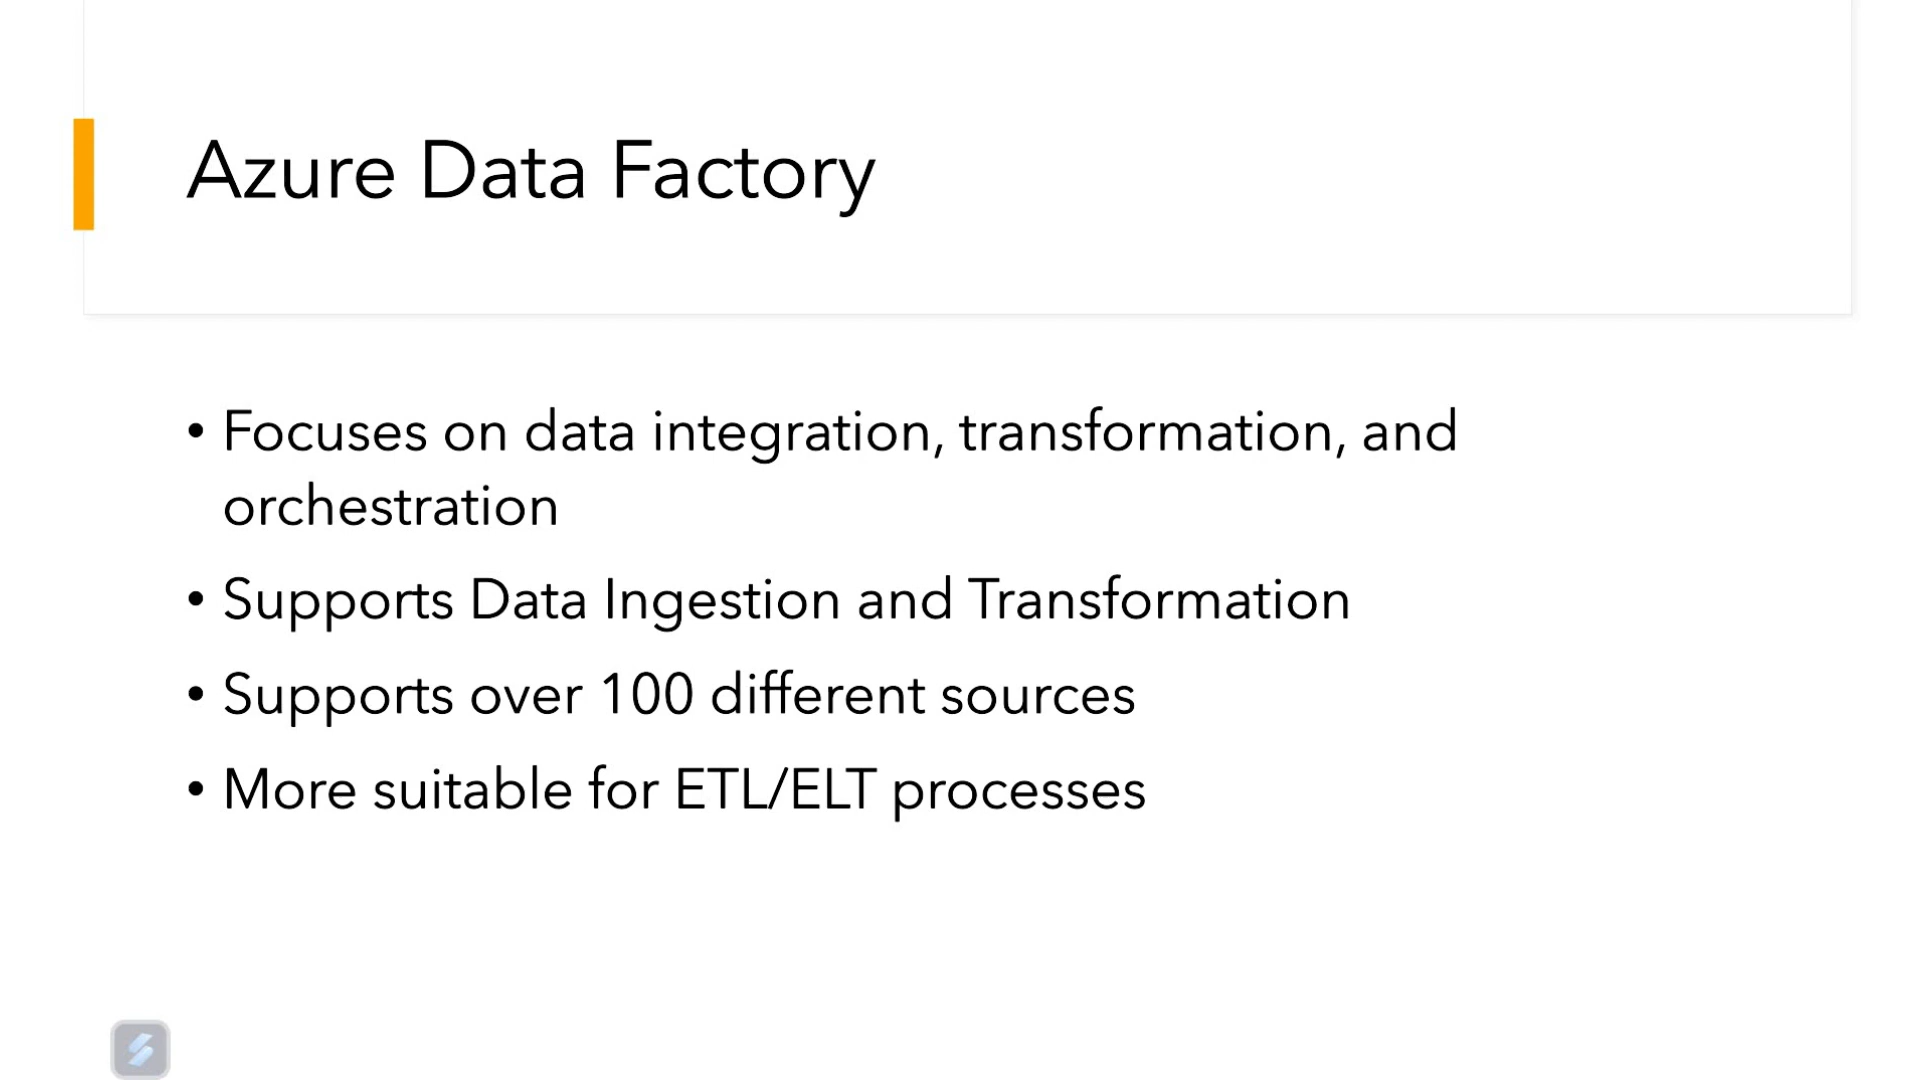 Azure Data Factory
• Focuses on data integration, transformation, and
orchestration
• Supports Data Ingestion and Transformation
• Supports over 100 different sources
• More suitable for ETL/ELT processes